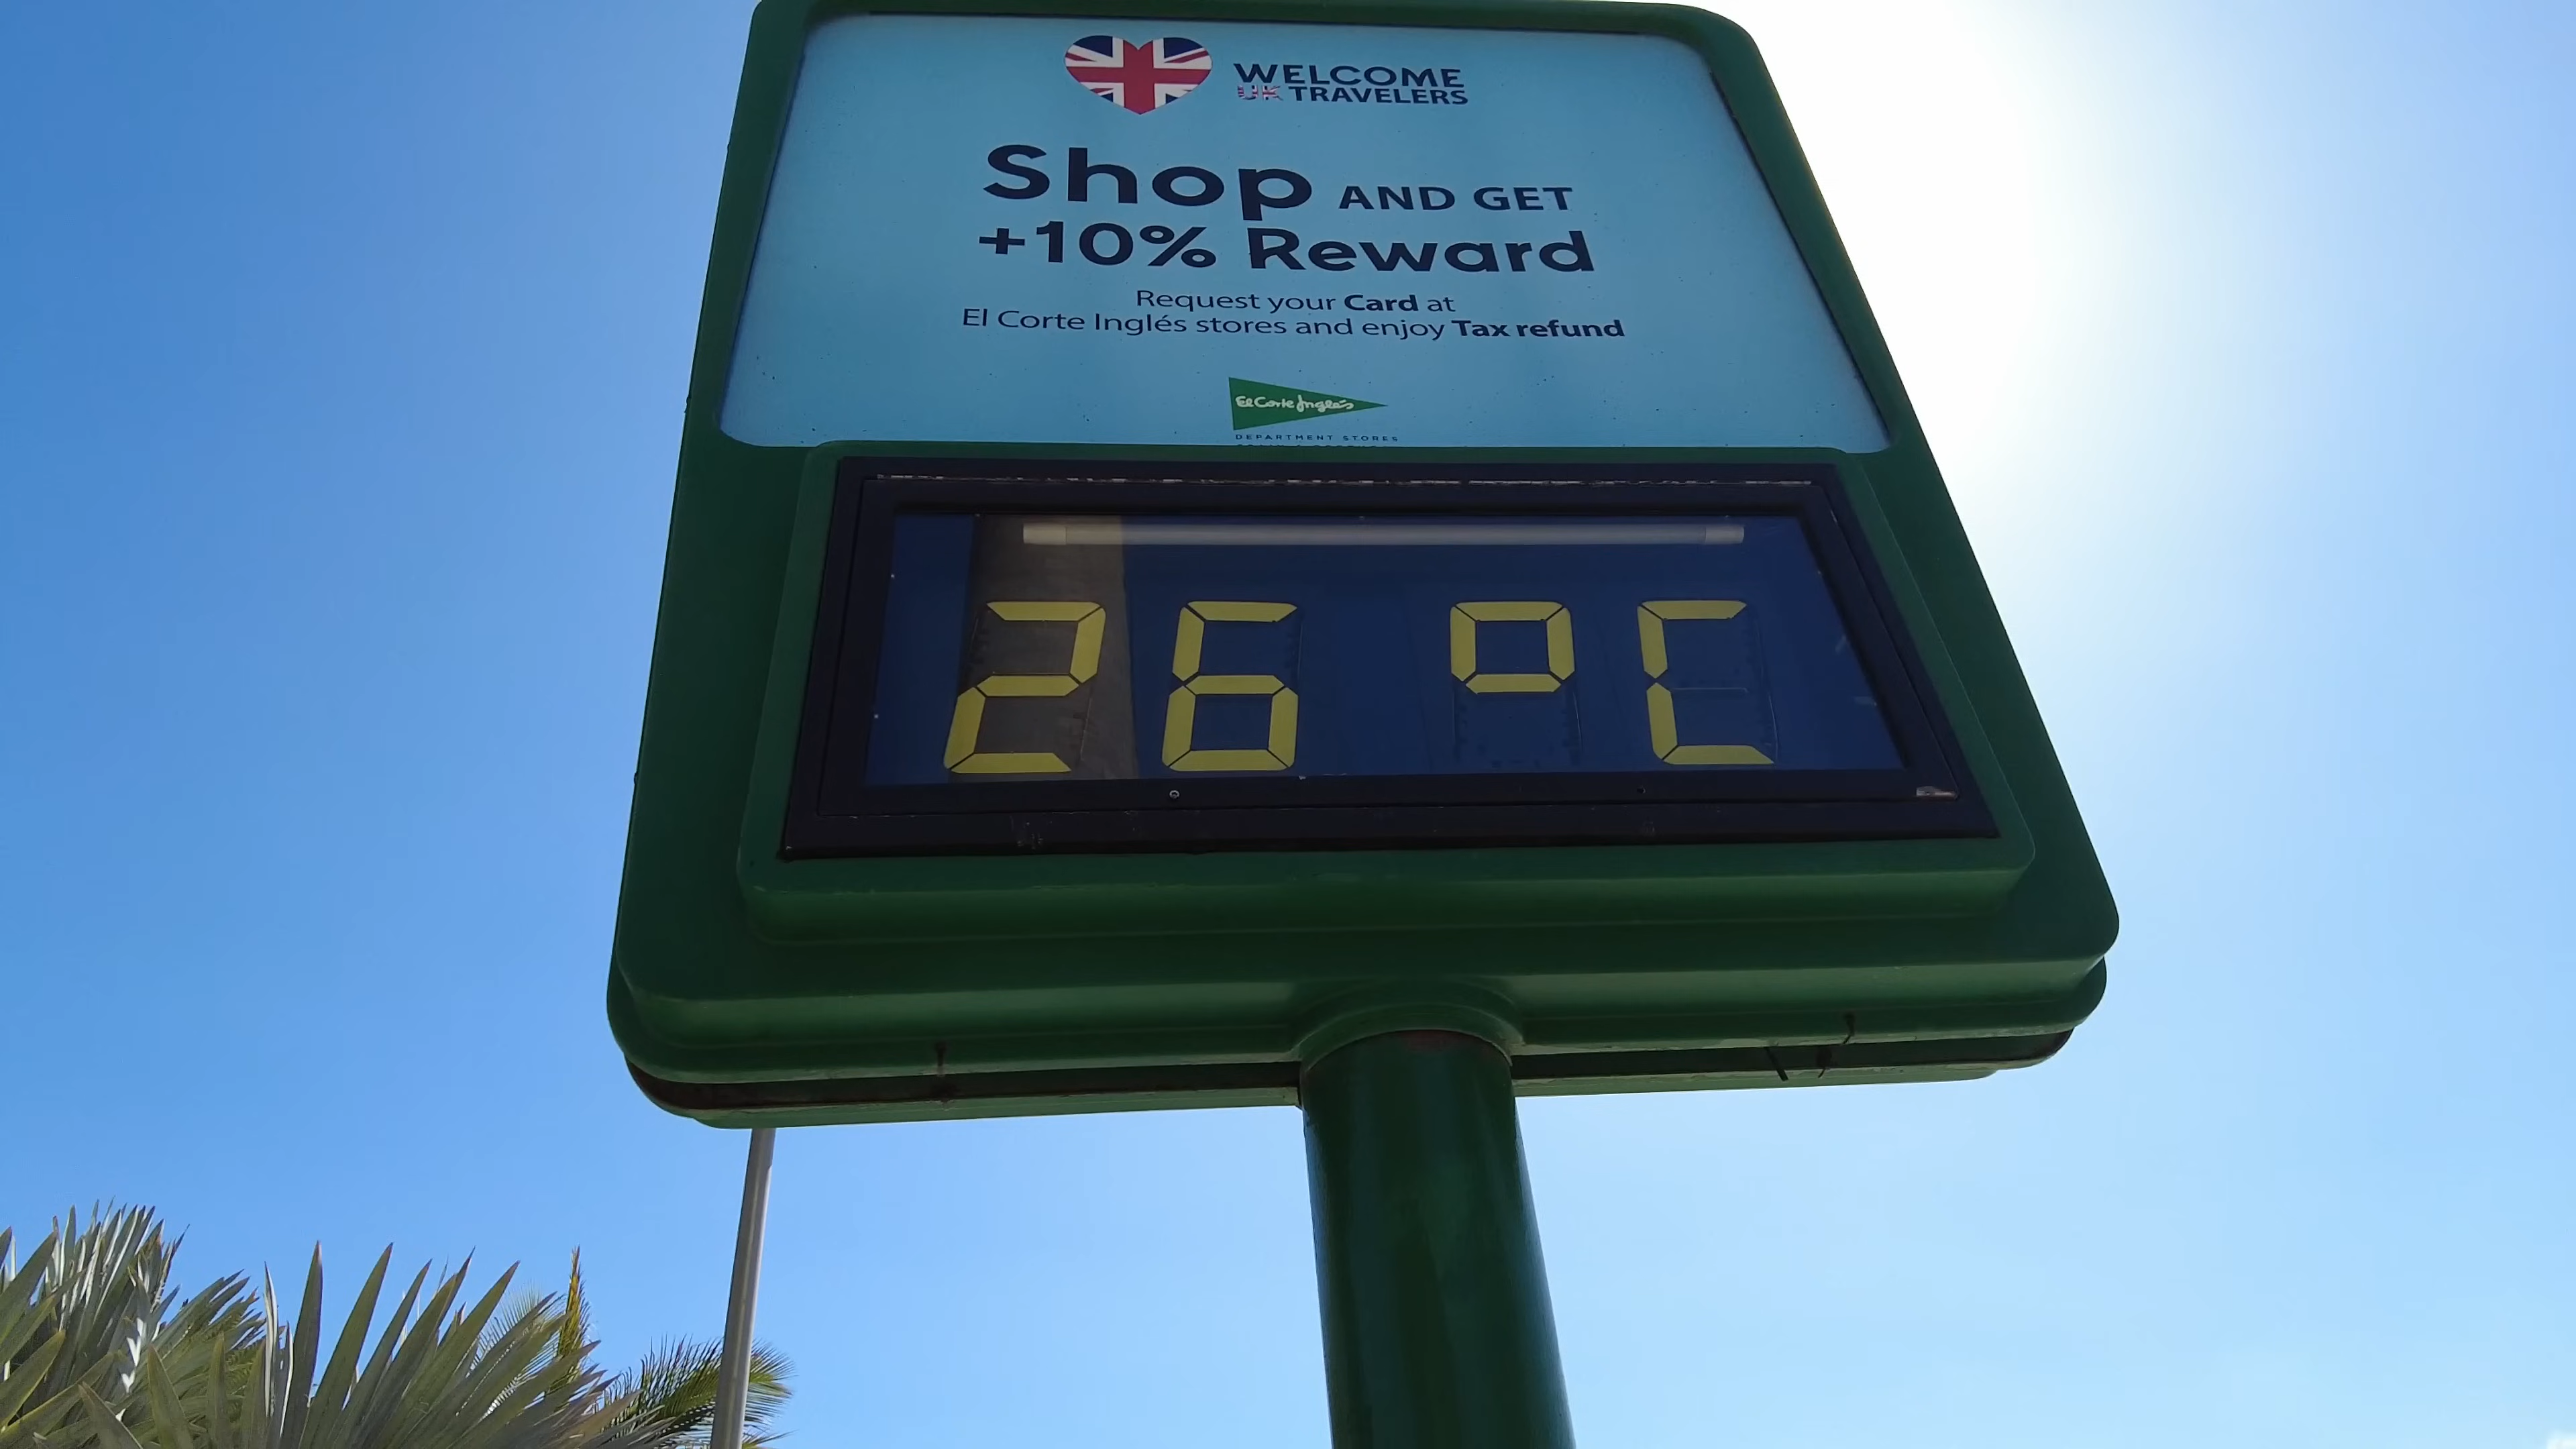 WELCOME
UK TRAVELERS
Shop AND GET
+10% Reward
Request your Card at
El Corte Inglés stores and enjoy Tax refund
El Corte Inglés
DEPARTMENT STORES
26 ºC